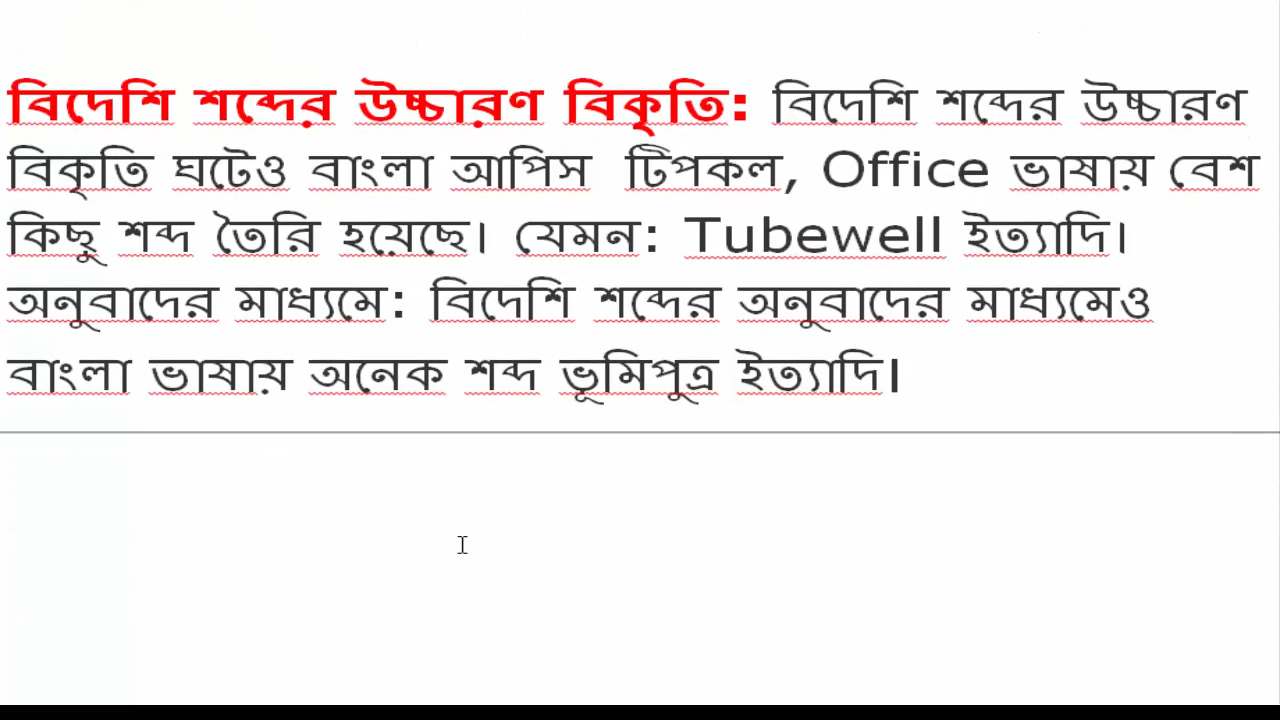 বিদেশি শব্দের উচ্চারণ বিকৃতি: বিদেশি শব্দের উচ্চারণ
বিকৃতি ঘটেও বাংলা আপিস টিপকল, Office ভাষায় বেশ
কিছু শব্দ তৈরি হয়েছে। যেমন: Tubewell ইত্যাদি।
অনুবাদের মাধ্যমে: বিদেশি শব্দের অনুবাদের মাধ্যমেও
বাংলা ভাষায় অনেক শব্দ ভূমিপুত্র ইত্যাদি।